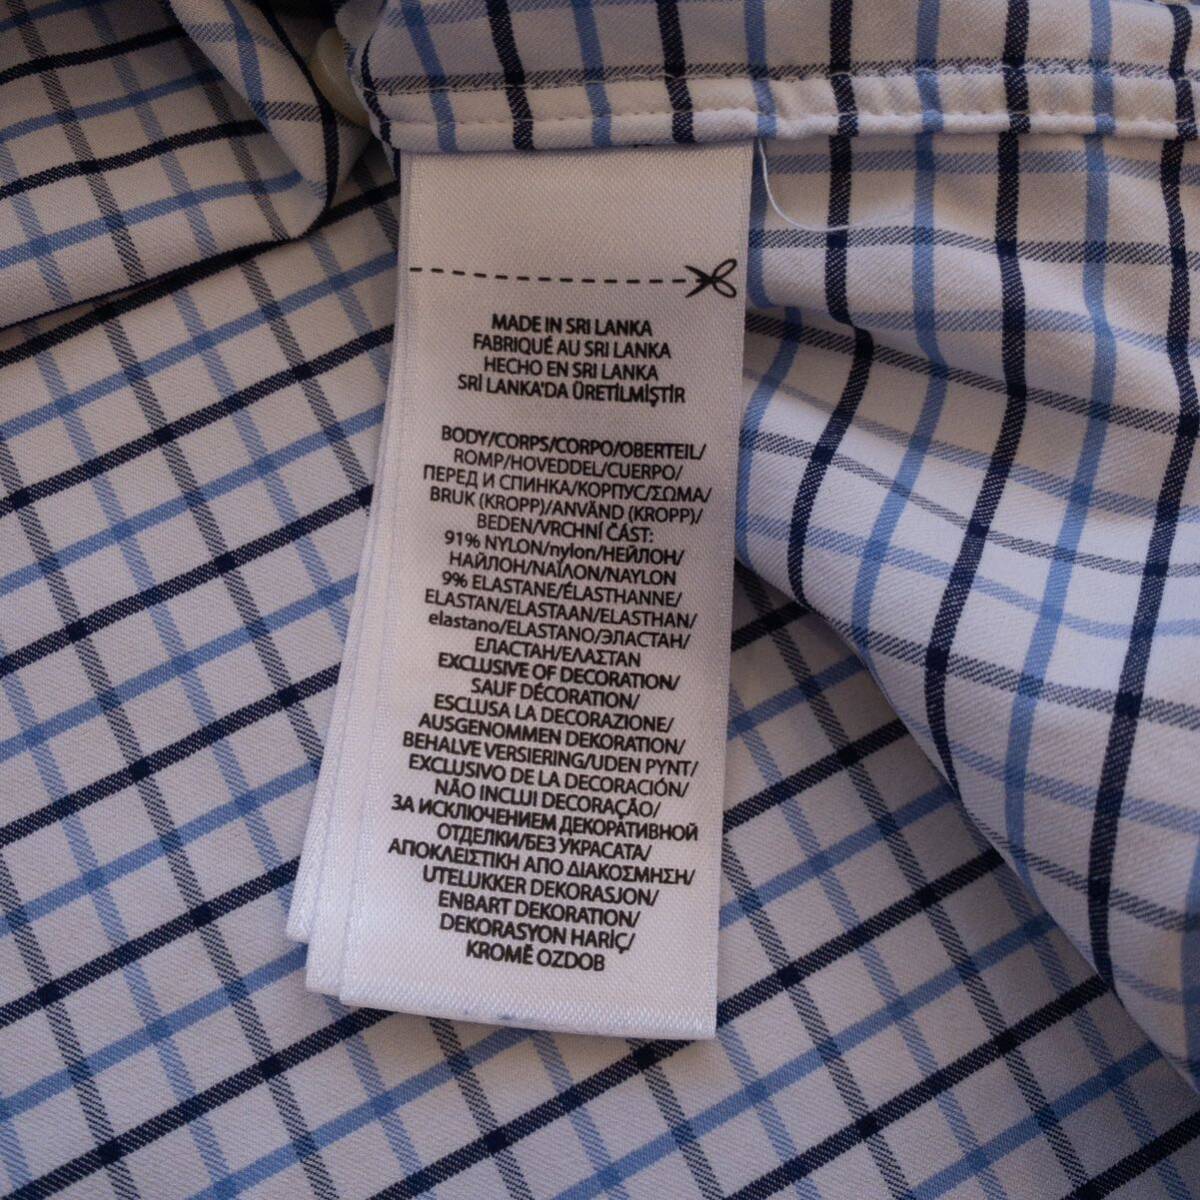 MADE IN SRI LANKA
FABRIQUÉ AU SRI LANKA
HECHO EN SRI LANKA
SRİ LANKA'DA ÜRETİLMİŞTİR
BODY/CORPS/CORPO/OBERTEIL/
ROMP/HOVEDDEL/CUERPO/
ПЕРЕД И СПИНКА/КОРПУС/ΣΩΜΑ/
BRUK (KROPP)/ANVÄND (KROPP)/
BEDEN/VRCHNÍ ČÁST:
91% NYLON/nylon/НЕЙЛОН/
НАЙЛОН/ΝΑΪΛΟΝ/NAYLON
9% ELASTANE/ÉLASTHANNE/
ELASTAN/ELASTAAN/ELASTHAN/
elastano/ELASTANO/ЭЛАСТАН/
ЕЛАСТАН/ΕΛΑΣΤΑΝ
EXCLUSIVE OF DECORATION/
SAUF DÉCORATION/
ESCLUSA LA DECORAZIONE/
AUSGENOMMEN DEKORATION/
BEHALVE VERSIERING/UDEN PYNT/
EXCLUSIVO DE LA DECORACIÓN/
NÃO INCLUI DECORAÇÃO/
ЗА ИСКЛЮЧЕНИЕМ ДЕКОРАТИВНОЙ
ОТДЕЛКИ/БЕЗ УКРАСАТА/
ΑΠΟΚΛΕΙΣΤΙΚΗ ΑΠΟ ΔΙΑΚΟΣΜΗΣΗ/
UTELUKKER DEKORASJON/
ENBART DEKORATION/
DEKORASYON HARİÇ/
KROMĚ OZDOB